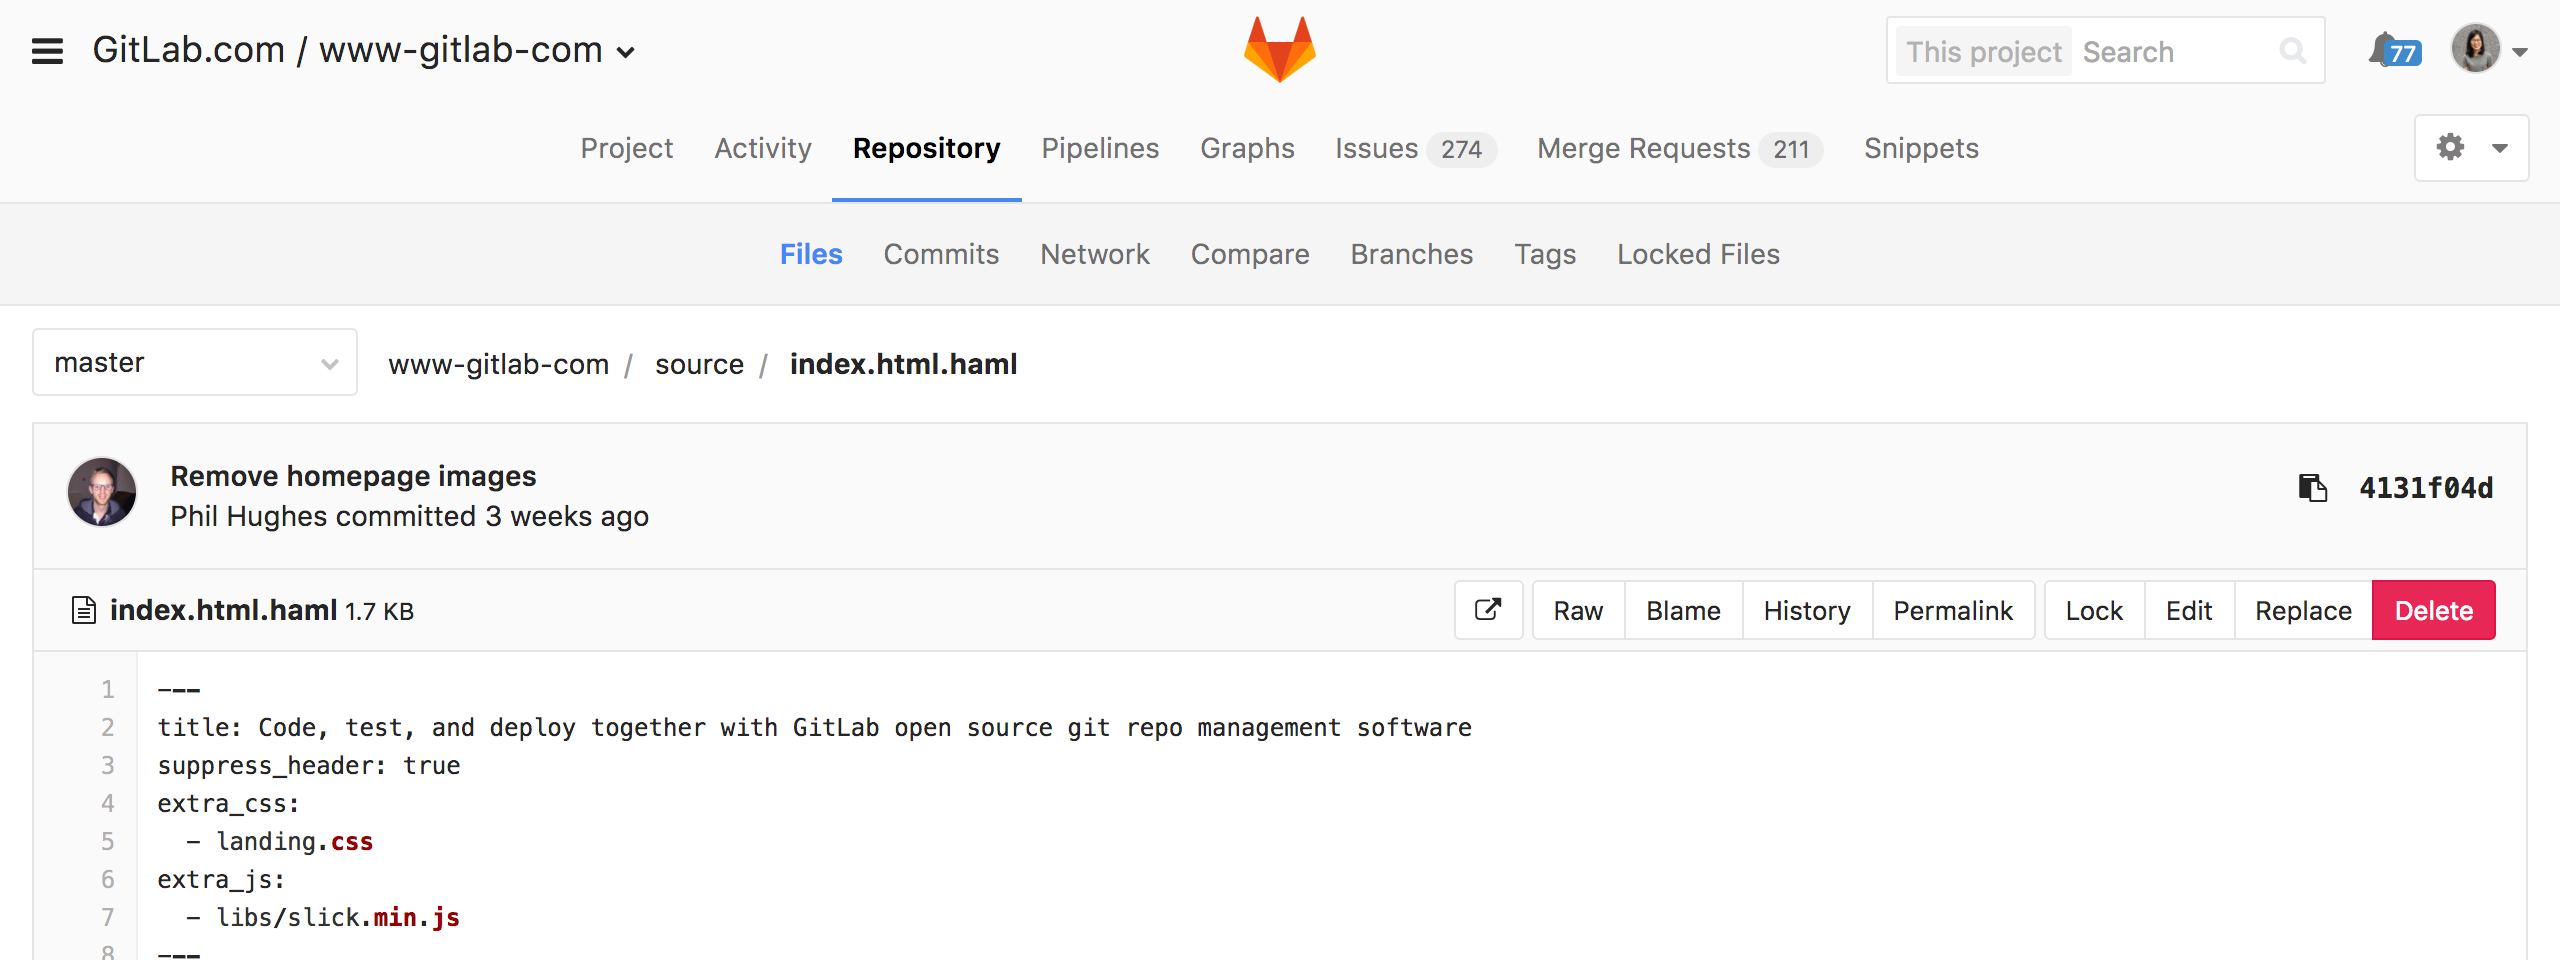 GitLab.com / www-gitlab-com
This project Search
77
Project Activity Repository Pipelines Graphs Issues 274 Merge Requests 211 Snippets
Files Commits Network Compare Branches Tags Locked Files
master
www-gitlab-com / source / index.html.haml
Remove homepage images
Phil Hughes committed 3 weeks ago
4131f04d
index.html.haml 1.7 KB
Raw Blame History Permalink Lock Edit Replace Delete
1 ---
2 title: Code, test, and deploy together with GitLab open source git repo management software
3 suppress_header: true
4 extra_css:
5   - landing.css
6 extra_js:
7   - libs/slick.min.js
8 ---